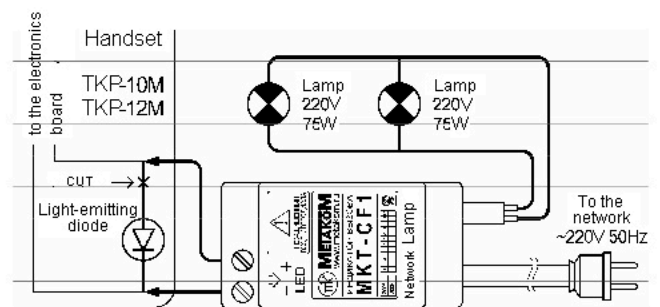 Handset
to the electronics
board
TKP-10M
TKP-12M
Lamp
220V
75W
Lamp
220V
75W
CUT
Light-emitting
diode
LED
+
-
METAKOM
MKT-CF1
Network Lamp
To the
network
~220V 50Hz